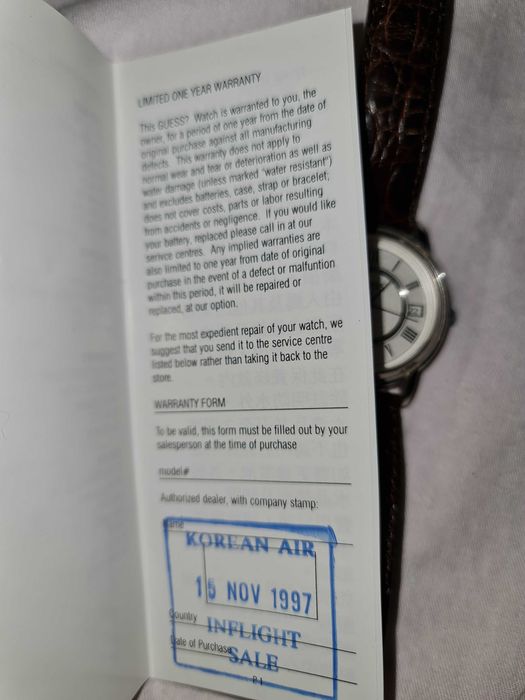 LIMITED ONE YEAR WARRANTY
This GUESS? Watch is warranted to you, the
owner, for a period of one year from the date of
original purchase against all manufacturing
defects. This warranty does not apply to
normal wear and tear or deterioration as well as
water damage (unless marked "water resistant")
and excludes batteries, case, strap or bracelet;
does not cover costs, parts or labor resulting
from accidents or negligence. If you would like
your battery, replaced please call in at our
serivce centres. Any implied warranties are
also limited to one year from date of original
purchase in the event of a defect or malfuntion
within this period, it will be repaired or
replaced, at our option.
For the most expedient repair of your watch, we
suggest that you send it to the service centre
listed below rather than taking it back to the
store.
WARRANTY FORM
To be valid, this form must be filled out by your
salesperson at the time of purchase
model#
Authorized dealer, with company stamp:
name
KOREAN AIR
15 NOV 1997
Country
INFLIGHT
Date of Purchase
SALE
P.1